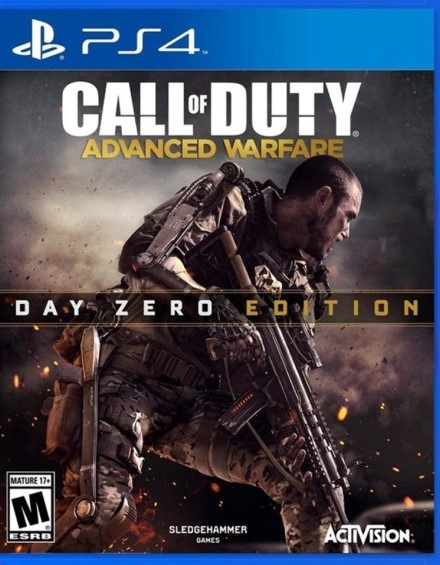 PS4
CALL OF DUTY
ADVANCED WARFARE
DAY ZERO EDITION
MATURE 17+
M
ESRB
SLEDGEHAMMER
GAMES
ACTIVISION